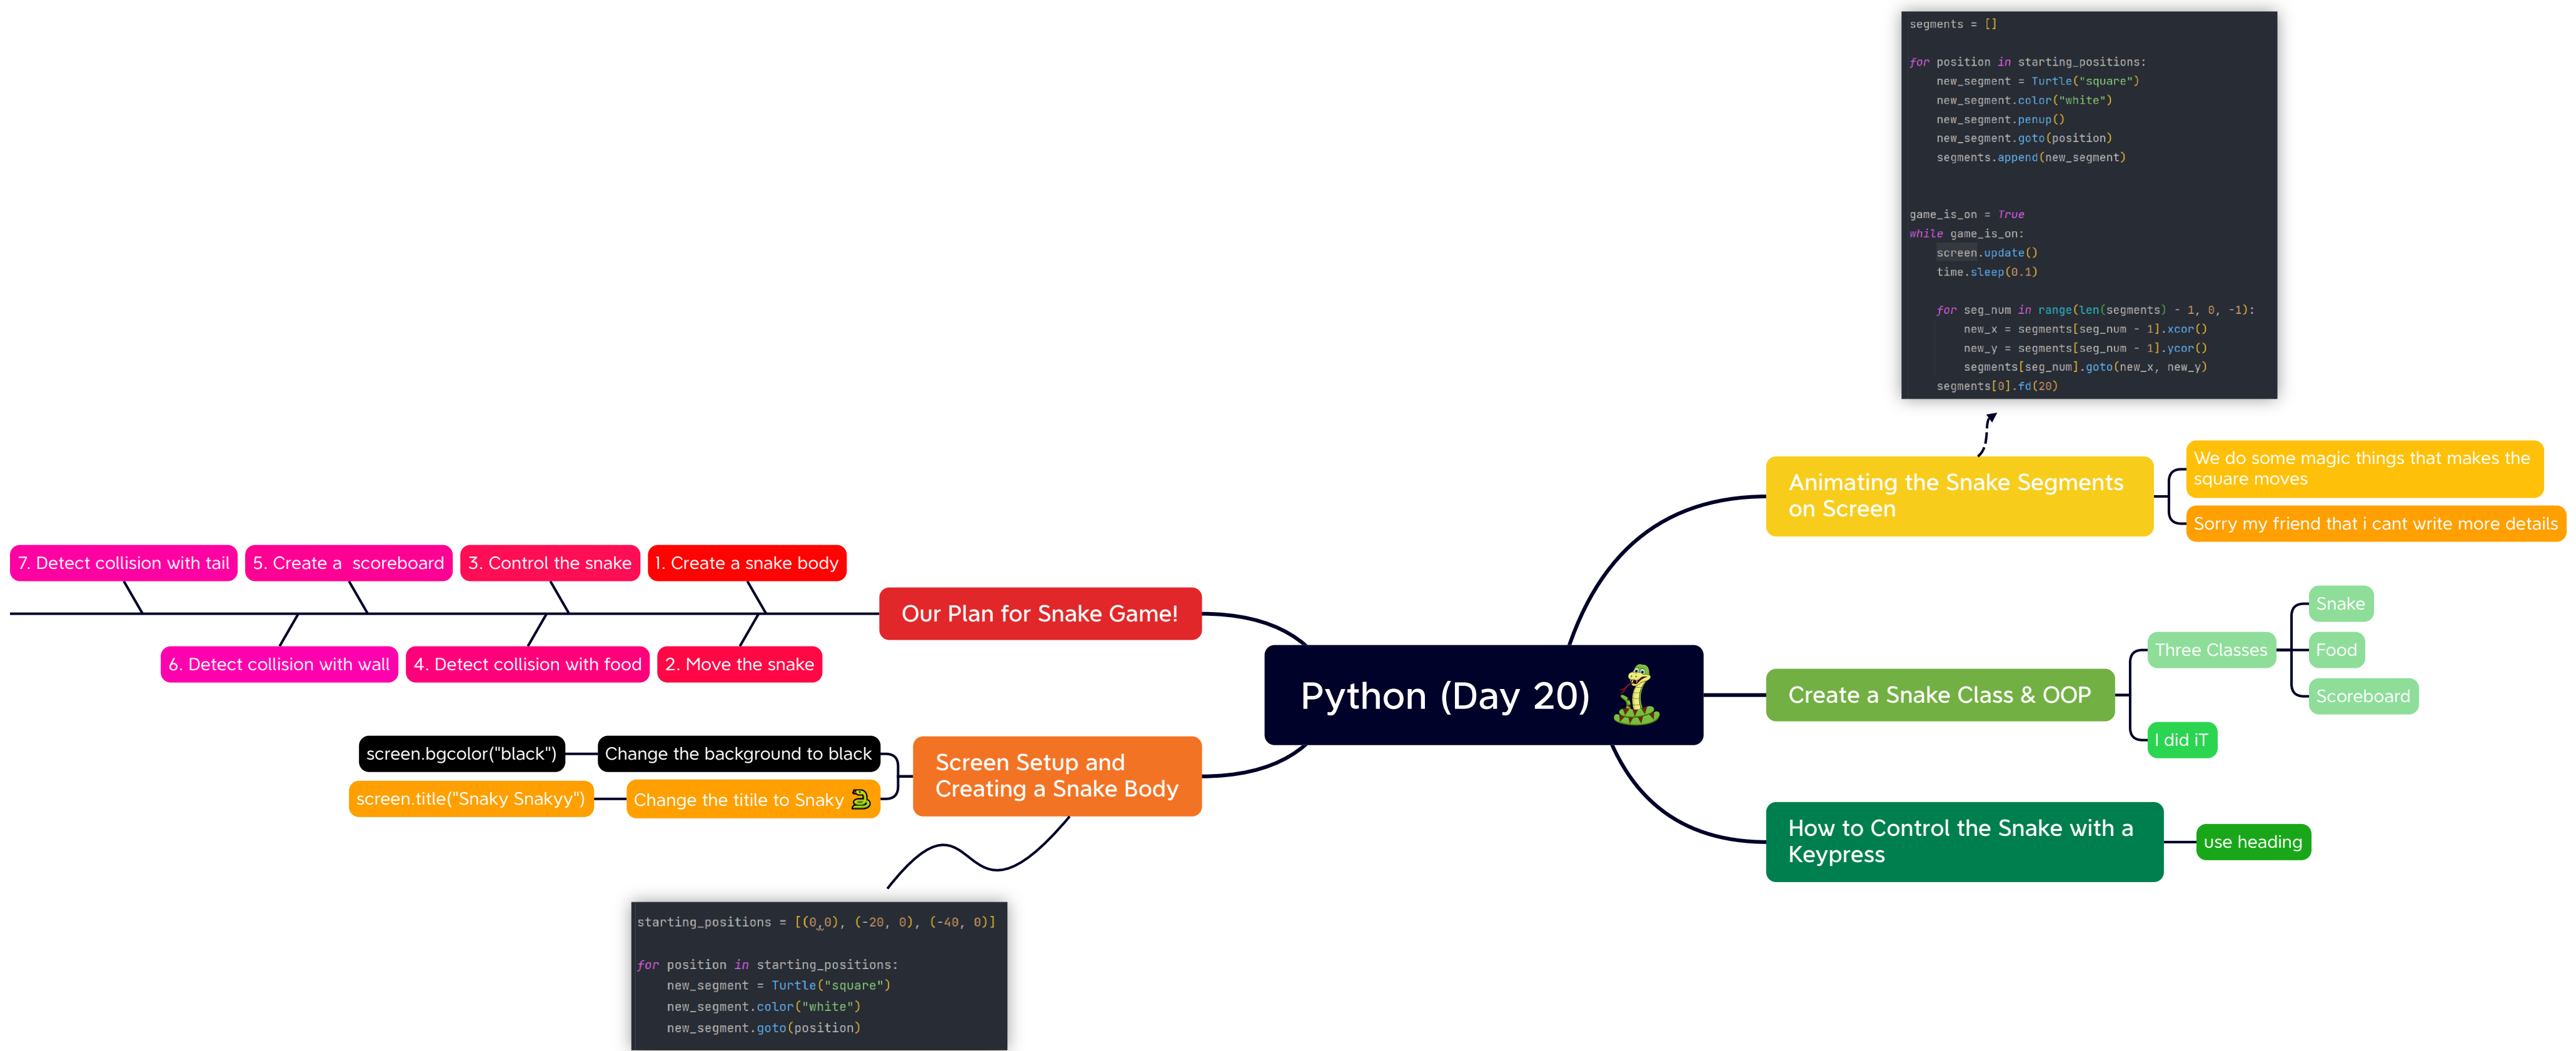 Python (Day 20)
Our Plan for Snake Game!
1. Create a snake body
2. Move the snake
3. Control the snake
4. Detect collision with food
5. Create a  scoreboard
6. Detect collision with wall
7. Detect collision with tail
Screen Setup and
Creating a Snake Body
Change the background to black
screen.bgcolor("black")
Change the titile to Snaky
screen.title("Snaky Snakyy")
starting_positions = [(0,0), (-20, 0), (-40, 0)]
for position in starting_positions:
    new_segment = Turtle("square")
    new_segment.color("white")
    new_segment.goto(position)
Animating the Snake Segments
on Screen
We do some magic things that makes the
square moves
Sorry my friend that i cant write more details
segments = []
for position in starting_positions:
    new_segment = Turtle("square")
    new_segment.color("white")
    new_segment.penup()
    new_segment.goto(position)
    segments.append(new_segment)
game_is_on = True
while game_is_on:
    screen.update()
    time.sleep(0.1)
    for seg_num in range(len(segments) - 1, 0, -1):
        new_x = segments[seg_num - 1].xcor()
        new_y = segments[seg_num - 1].ycor()
        segments[seg_num].goto(new_x, new_y)
    segments[0].fd(20)
Create a Snake Class & OOP
Three Classes
Snake
Food
Scoreboard
I did iT
How to Control the Snake with a
Keypress
use heading